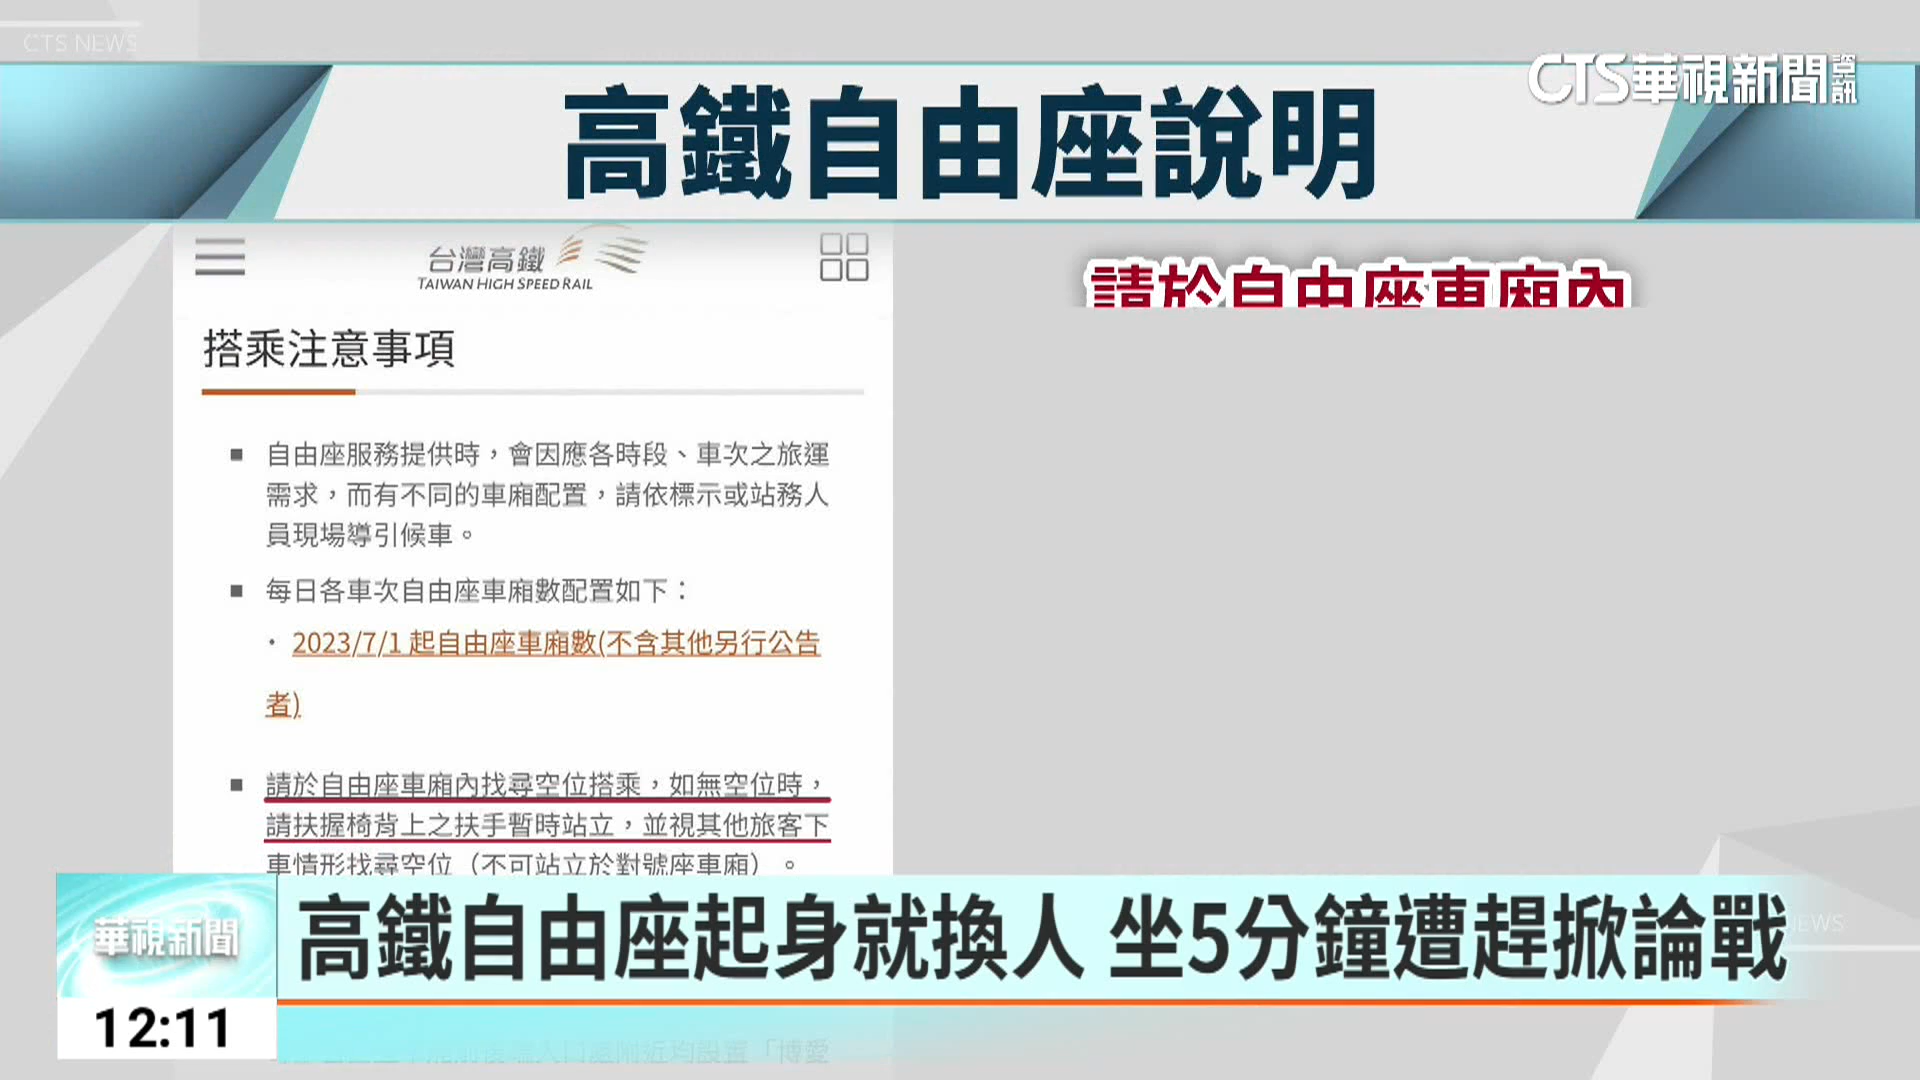 CTS NEWS
CTS華視新聞資訊
高鐵自由座說明
台灣高鐵
TAIWAN HIGH SPEED RAIL
請於自由座車廂內
搭乘注意事項
自由座服務提供時，會因應各時段、車次之旅運
需求，而有不同的車廂配置，請依標示或站務人
員現場導引候車。
每日各車次自由座車廂數配置如下：
2023/7/1 起自由座車廂數(不含其他另行公告
者)
請於自由座車廂內找尋空位搭乘，如無空位時，
請扶握椅背上之扶手暫時站立，並視其他旅客下
車情形找尋空位（不可站立於對號座車廂）。
華視新聞
高鐵自由座起身就換人 坐5分鐘遭趕掀論戰
NEWS
12:11
附近均設置「博愛